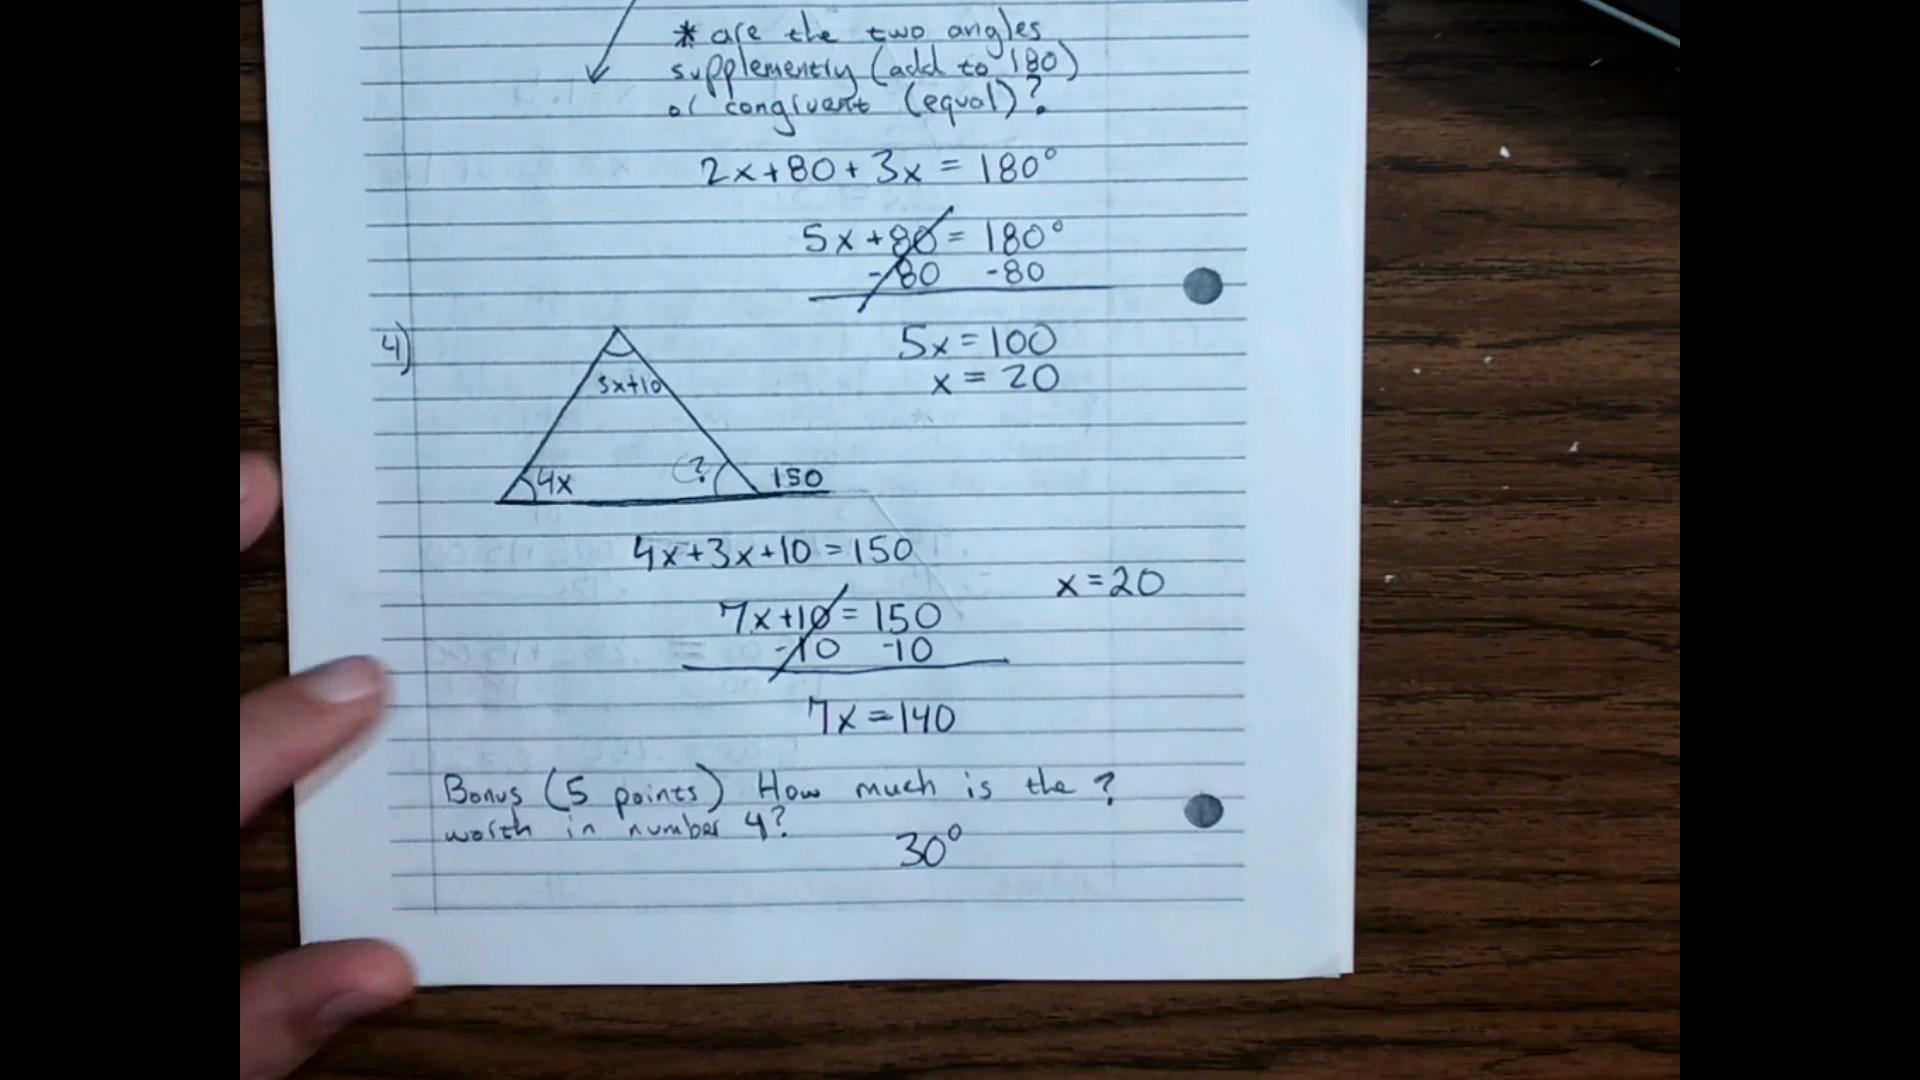 * are the two angles
supplementry (add to 180)
or congruent (equal)?
2x+80+3x = 180°
5x+80 = 180°
-80 -80
5x=100
x = 20
4)
3x+10
4x
?
150
4x+3x+10=150
x=20
7x+10=150
-10 -10
7x=140
Bonus (5 points) How much is the ?
worth in number 4?
30°